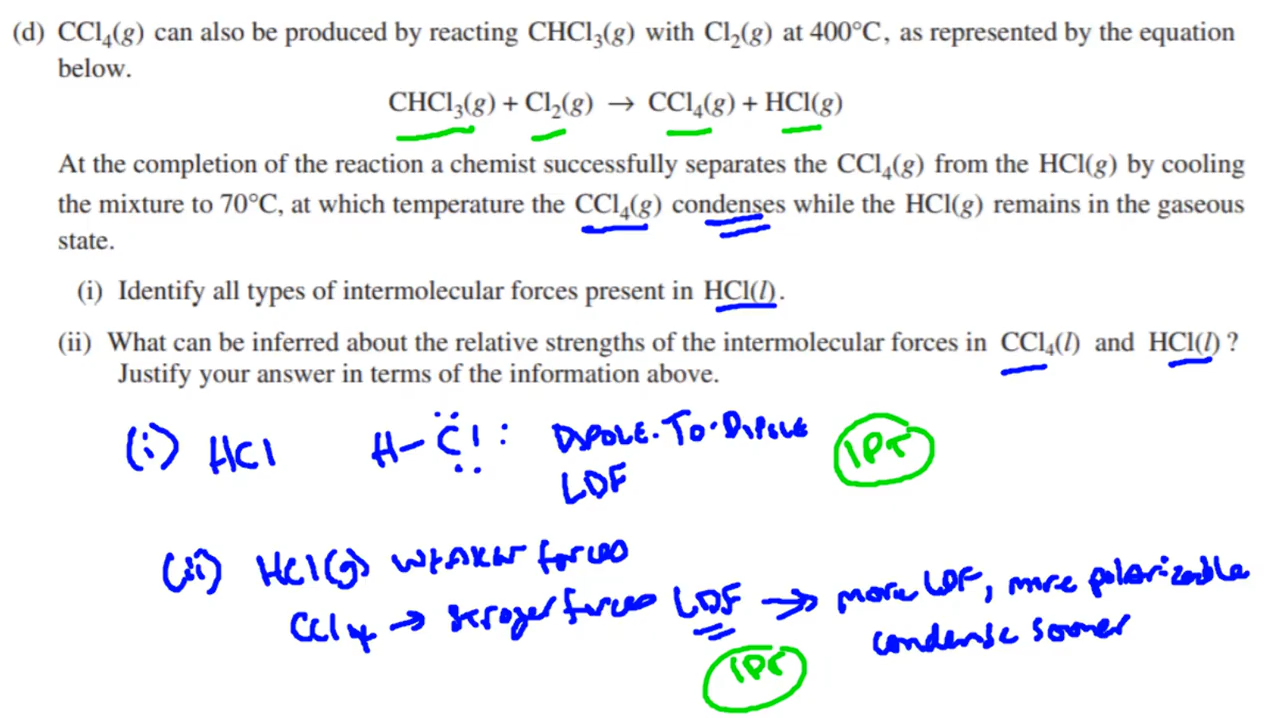 (d) CCl₄(g) can also be produced by reacting CHCl₃(g) with Cl₂(g) at 400°C, as represented by the equation
below.
CHCl₃(g) + Cl₂(g) → CCl₄(g) + HCl(g)
At the completion of the reaction a chemist successfully separates the CCl₄(g) from the HCl(g) by cooling
the mixture to 70°C, at which temperature the CCl₄(g) condenses while the HCl(g) remains in the gaseous
state.
(i) Identify all types of intermolecular forces present in HCl(l).
(ii) What can be inferred about the relative strengths of the intermolecular forces in CCl₄(l) and HCl(l) ?
Justify your answer in terms of the information above.
(i) HCl H–Cl: DIPOLE-TO-DIPOLE 1PT
LDF
(ii) HCl(g) weaker forces
CCl4 → stroger forces LDF → more LDF, more polarizable
condense sooner
1PT